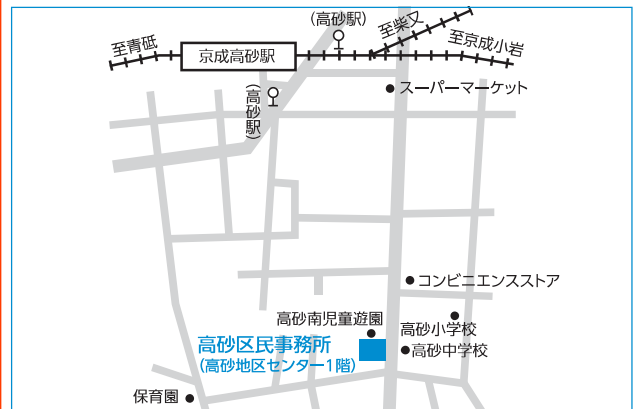 (高砂駅)
至柴又
至青砥
京成高砂駅
至京成小岩
スーパーマーケット
(高砂駅)
コンビニエンスストア
高砂南児童遊園
高砂小学校
高砂区民事務所
(高砂地区センター1階)
高砂中学校
保育園